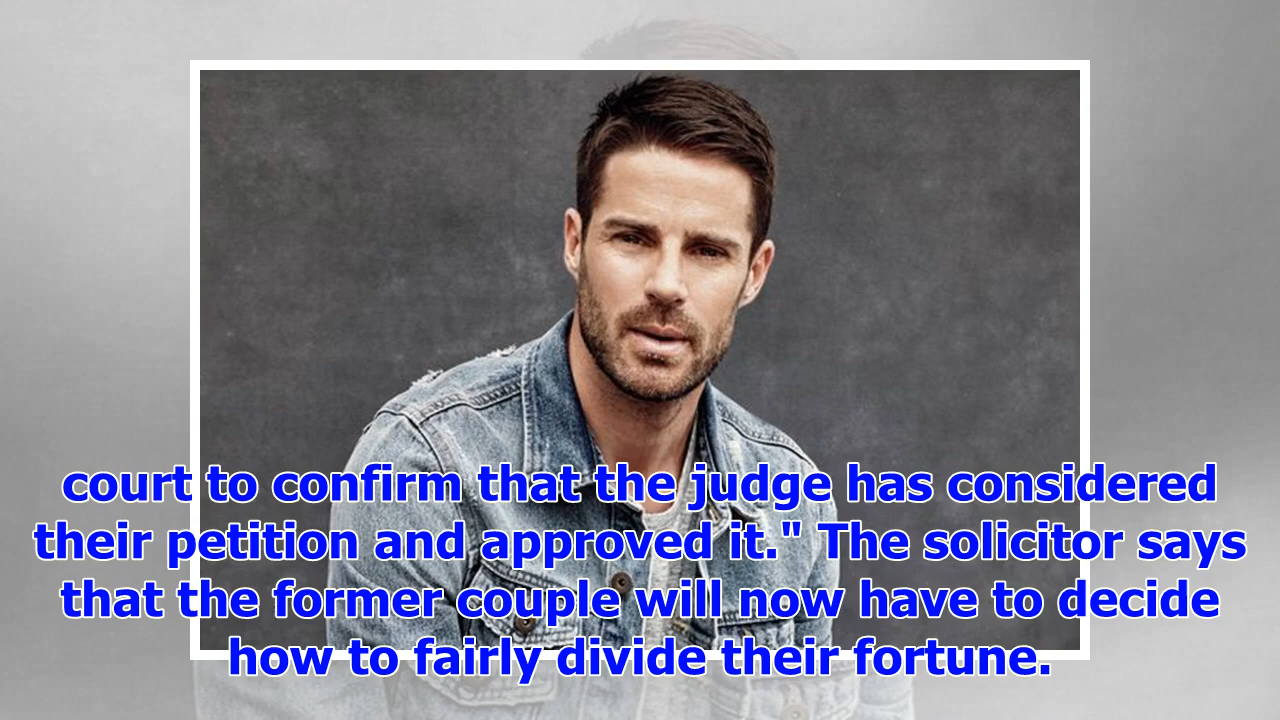 court to confirm that the judge has considered
their petition and approved it." The solicitor says
that the former couple will now have to decide
how to fairly divide their fortune.